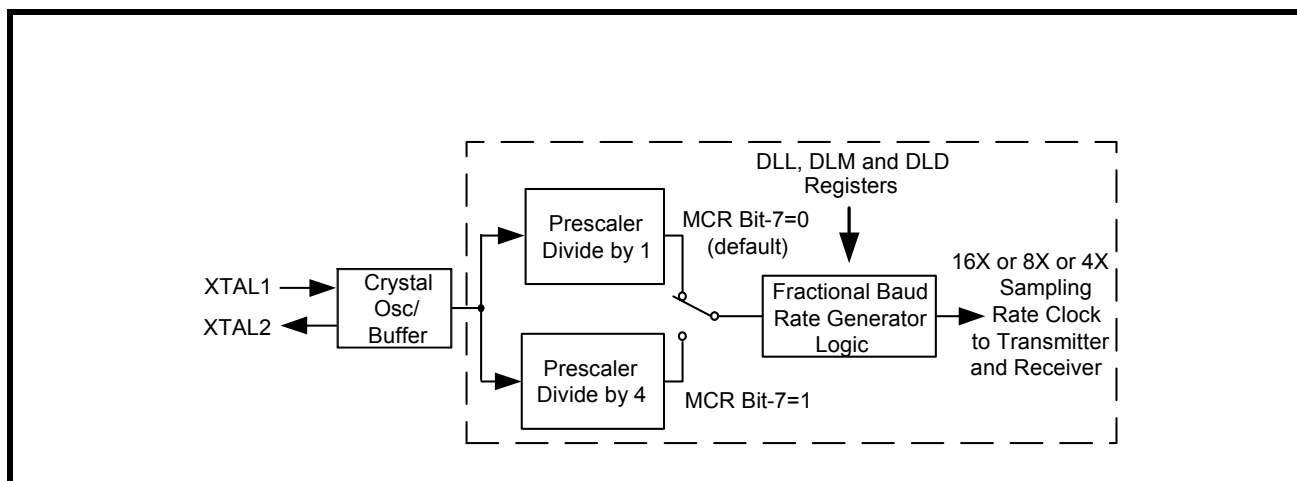 DLL, DLM and DLD
Registers
Prescaler
Divide by 1
MCR Bit-7=0
(default)
16X or 8X or 4X
Sampling
Rate Clock
to Transmitter
and Receiver
XTAL1
XTAL2
Crystal
Osc/
Buffer
Fractional Baud
Rate Generator
Logic
Prescaler
Divide by 4
MCR Bit-7=1